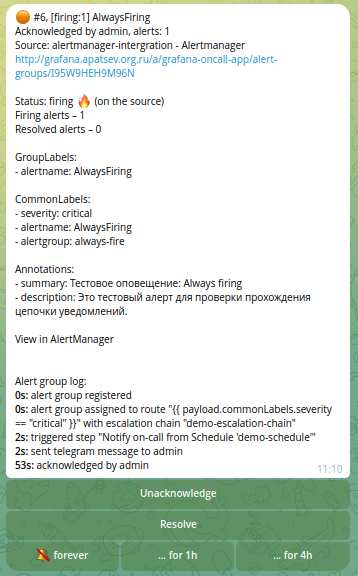 🟠 #6, [firing:1] AlwaysFiring
Acknowledged by admin, alerts: 1
Source: alertmanager-intergration - Alertmanager
http://grafana.apatsev.org.ru/a/grafana-oncall-app/alert-
groups/I95W9HEH9M96N
Status: firing 🔥 (on the source)
Firing alerts – 1
Resolved alerts – 0
GroupLabels:
- alertname: AlwaysFiring
CommonLabels:
- severity: critical
- alertname: AlwaysFiring
- alertgroup: always-fire
Annotations:
- summary: Тестовое оповещение: Always firing
- description: Это тестовый алерт для проверки прохождения
цепочки уведомлений.
View in AlertManager
Alert group log:
0s: alert group registered
0s: alert group assigned to route "{{ payload.commonLabels.severity
== "critical" }}" with escalation chain "demo-escalation-chain"
2s: triggered step "Notify on-call from Schedule 'demo-schedule'"
2s: sent telegram message to admin
53s: acknowledged by admin
11:10
Unacknowledge
Resolve
🔕 forever
... for 1h
... for 4h